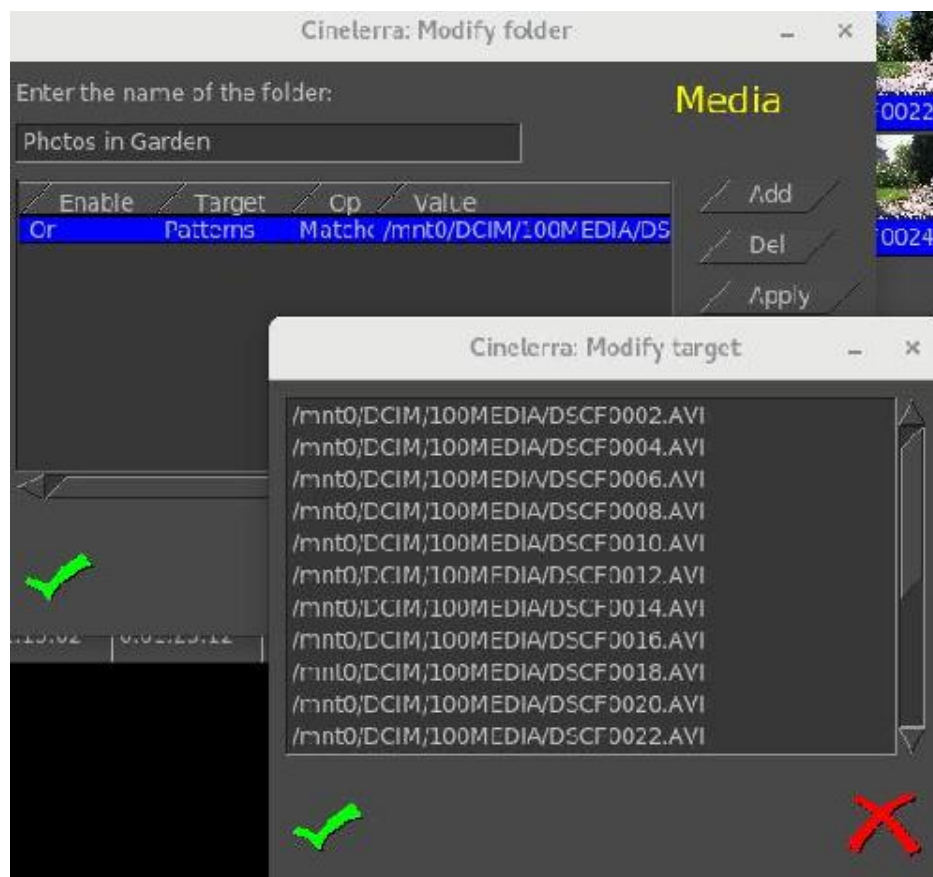 Cinelerra: Modify folder
0022
Enter the name of the folder:
Media
Photos in Garden
Enable Target Op Value
Or Patterns Matche /mnt0/DCIM/100MEDIA/DS
Add
0024
Del
Apply
Cinelerra: Modify target
/mnt0/DCIM/100MEDIA/DSCF0002.AVI
/mnt0/DCIM/100MEDIA/DSCF0004.AVI
/mnt0/DCIM/100MEDIA/DSCF0006.AVI
/mnt0/DCIM/100MEDIA/DSCF0008.AVI
/mnt0/DCIM/100MEDIA/DSCF0010.AVI
/mnt0/DCIM/100MEDIA/DSCF0012.AVI
/mnt0/DCIM/100MEDIA/DSCF0014.AVI
/mnt0/DCIM/100MEDIA/DSCF0016.AVI
/mnt0/DCIM/100MEDIA/DSCF0018.AVI
/mnt0/DCIM/100MEDIA/DSCF0020.AVI
/mnt0/DCIM/100MEDIA/DSCF0022.AVI